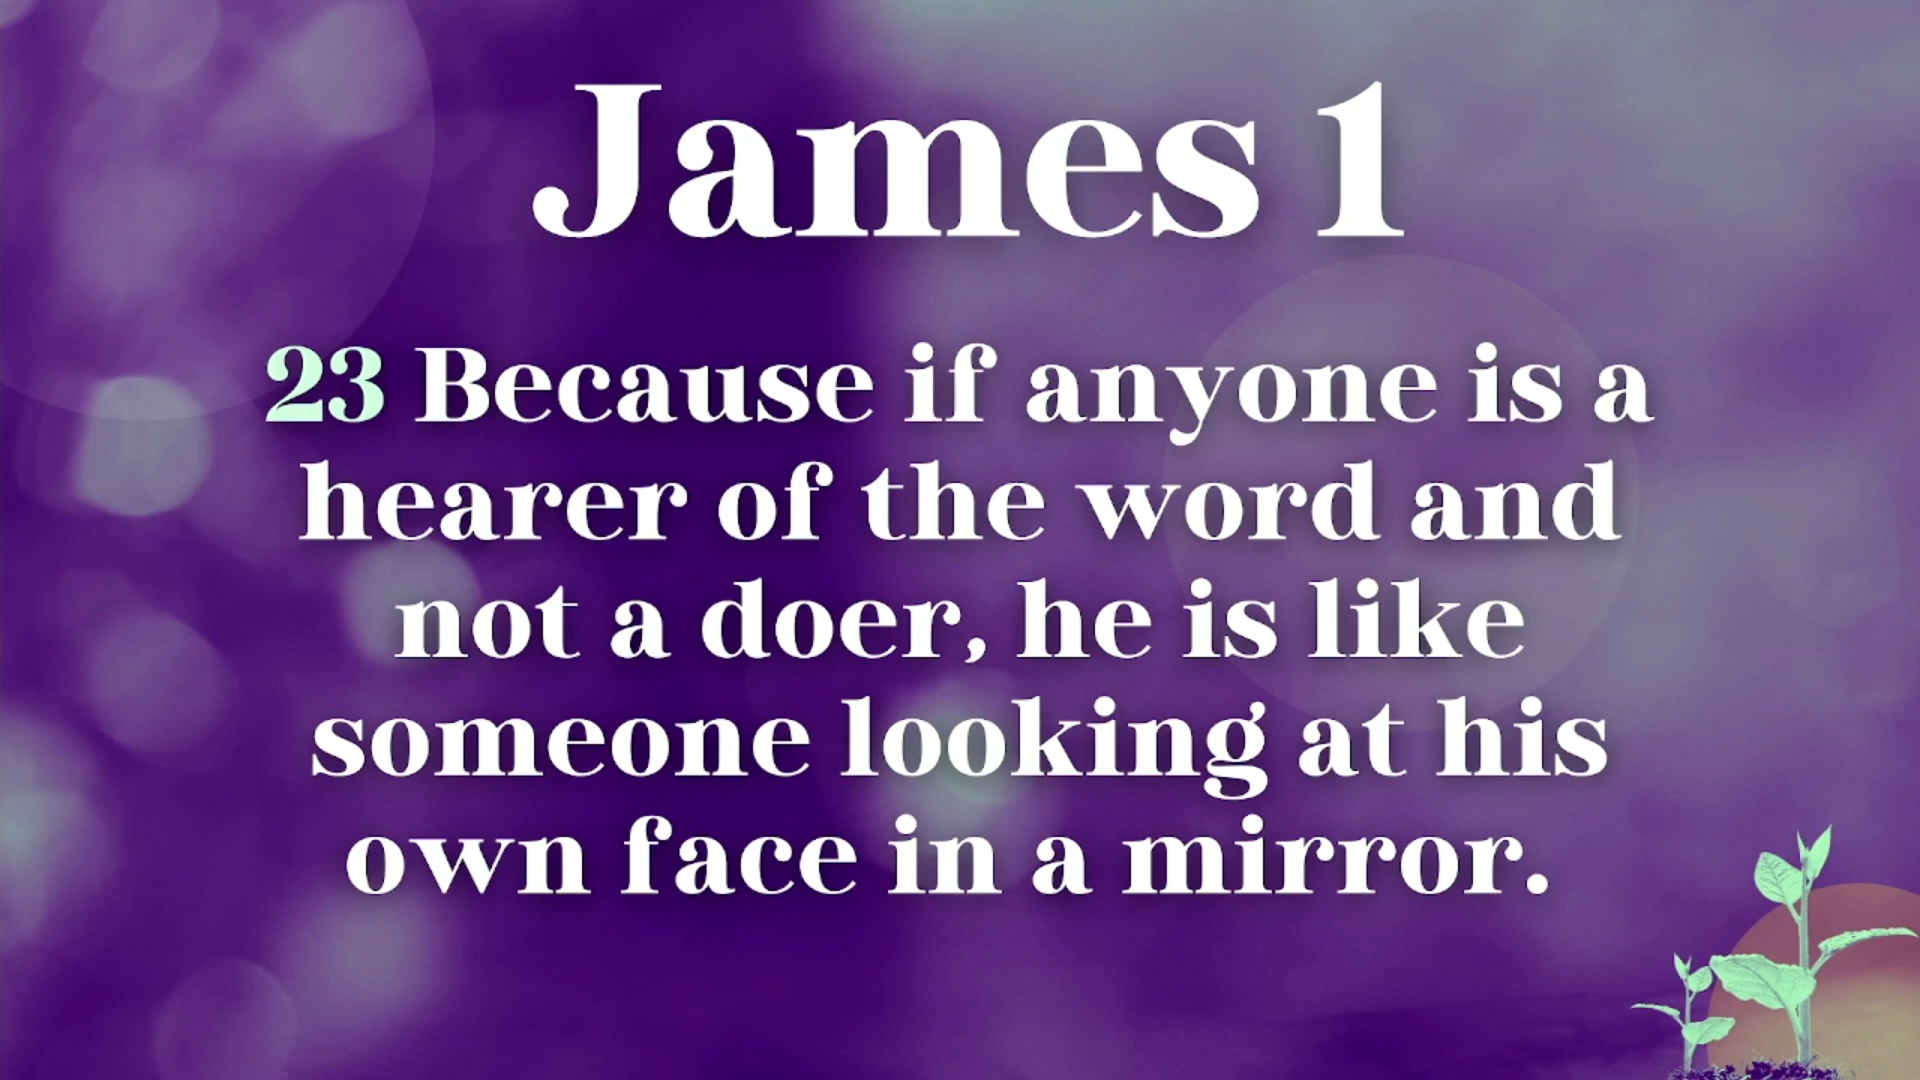 James 1
23 Because if anyone is a
hearer of the word and
not a doer, he is like
someone looking at his
own face in a mirror.